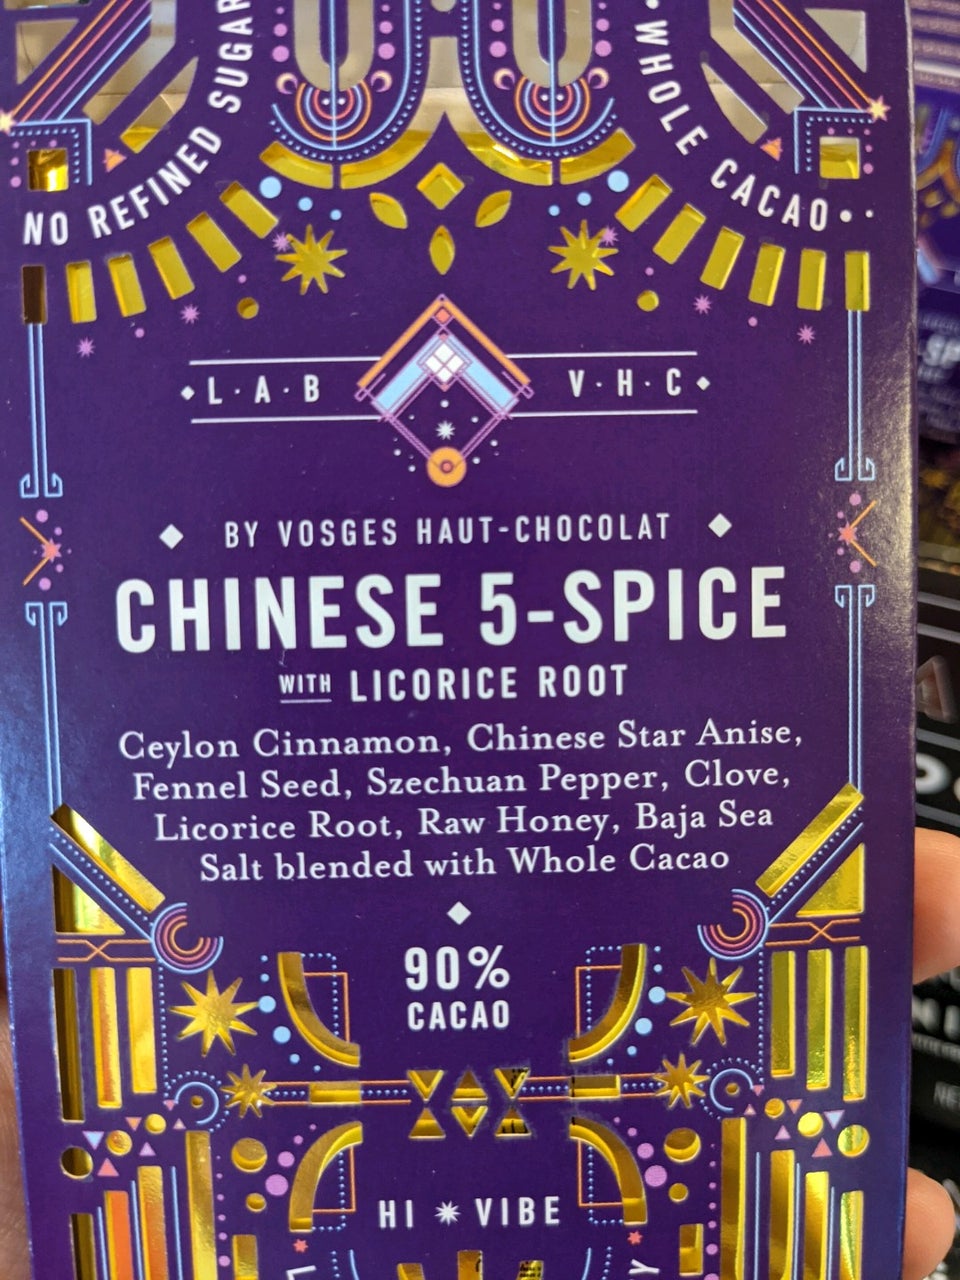 NO REFINED SUGAR
• WHOLE CACAO • •
L · A · B
V · H · C
BY VOSGES HAUT-CHOCOLAT
CHINESE 5-SPICE
WITH LICORICE ROOT
Ceylon Cinnamon, Chinese Star Anise,
Fennel Seed, Szechuan Pepper, Clove,
Licorice Root, Raw Honey, Baja Sea
Salt blended with Whole Cacao
90%
CACAO
HI VIBE